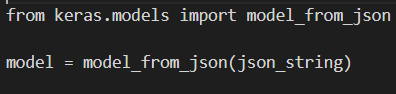 from keras.models import model_from_json
model = model_from_json(json_string)